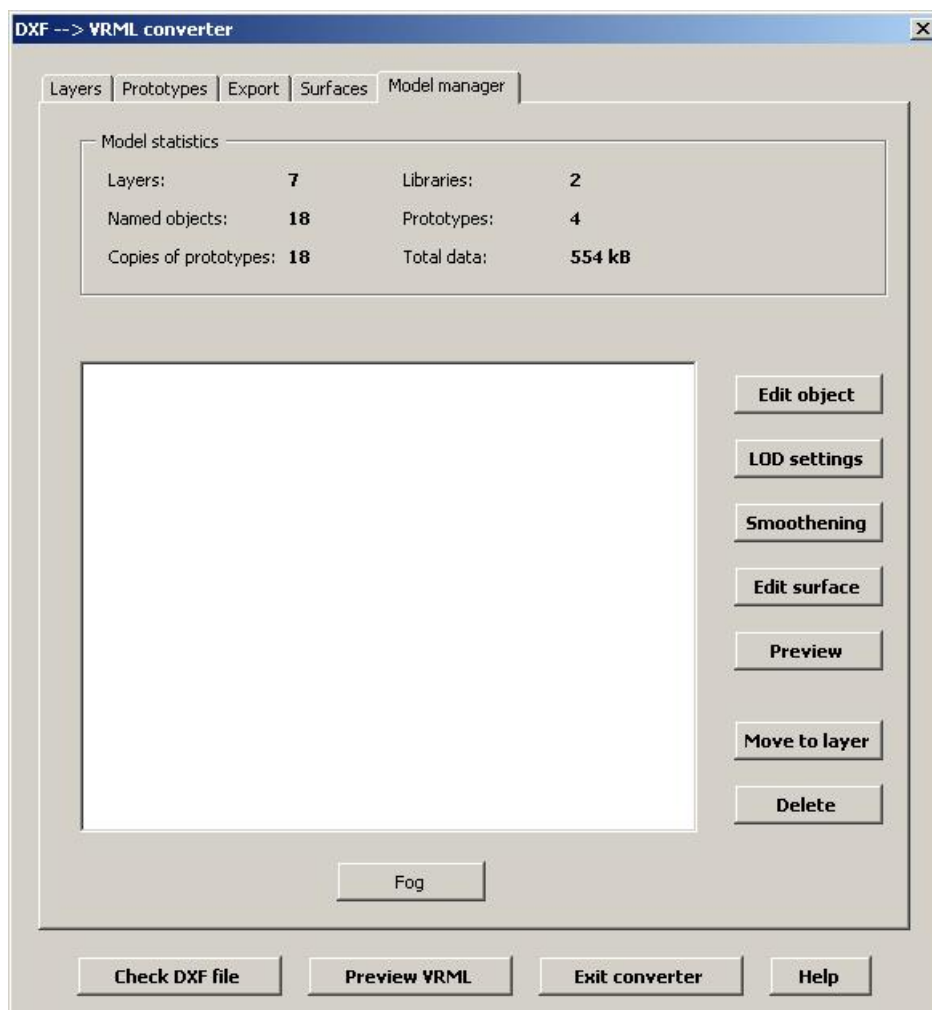 DXF --> VRML converter
Layers Prototypes Export Surfaces Model manager
Model statistics
Layers: 7 Libraries: 2
Named objects: 18 Prototypes: 4
Copies of prototypes: 18 Total data: 554 kB
Edit object
LOD settings
Smoothening
Edit surface
Preview
Move to layer
Delete
Fog
Check DXF file Preview VRML Exit converter Help